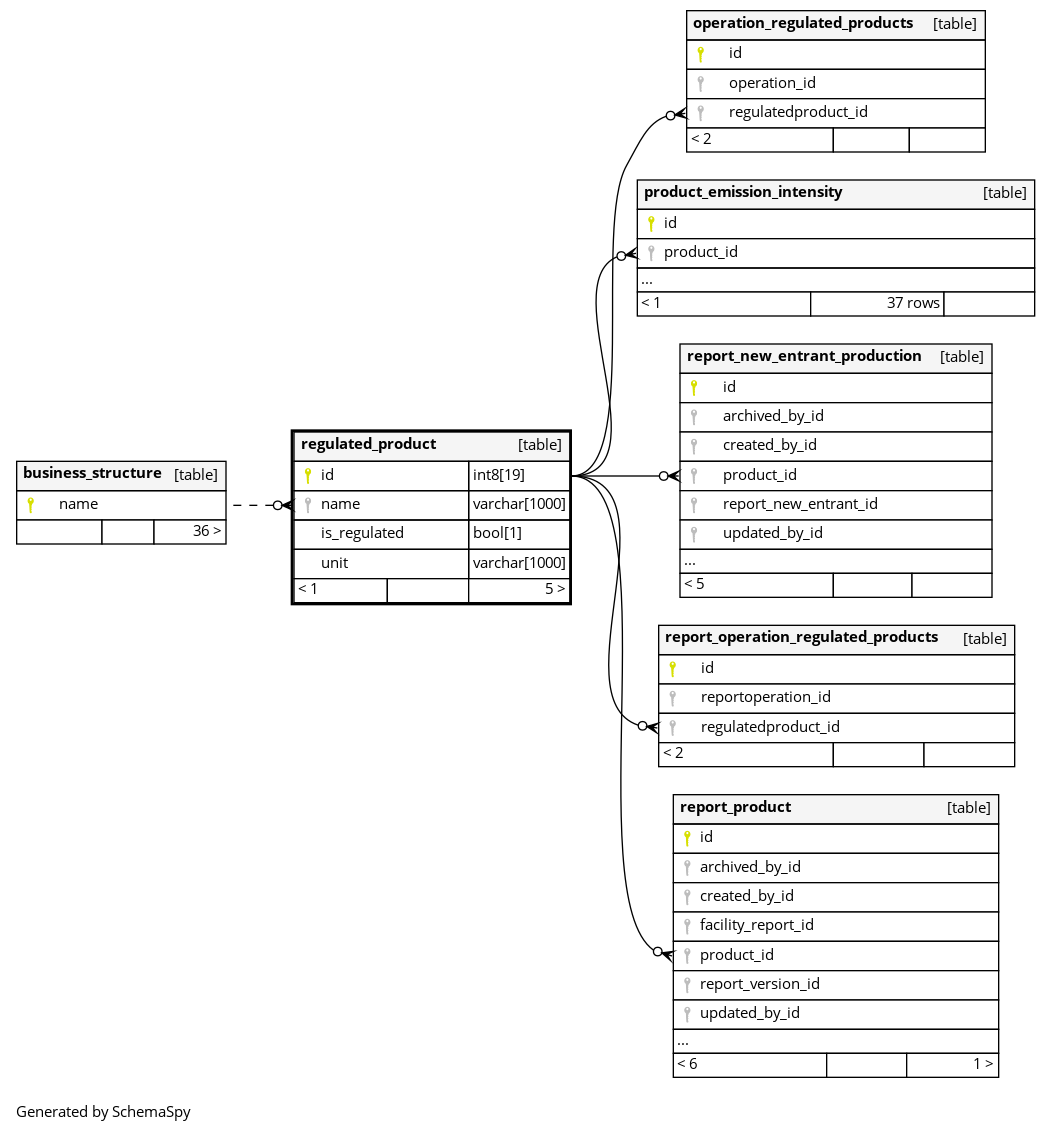 operation_regulated_products [table]
id
operation_id
regulatedproduct_id
< 2
product_emission_intensity [table]
id
product_id
...
< 1 37 rows
report_new_entrant_production [table]
id
archived_by_id
created_by_id
product_id
report_new_entrant_id
updated_by_id
...
< 5
business_structure [table]
name
36 >
regulated_product [table]
id int8[19]
name varchar[1000]
is_regulated bool[1]
unit varchar[1000]
< 1 5 >
report_operation_regulated_products [table]
id
reportoperation_id
regulatedproduct_id
< 2
report_product [table]
id
archived_by_id
created_by_id
facility_report_id
product_id
report_version_id
updated_by_id
...
< 6 1 >
Generated by SchemaSpy